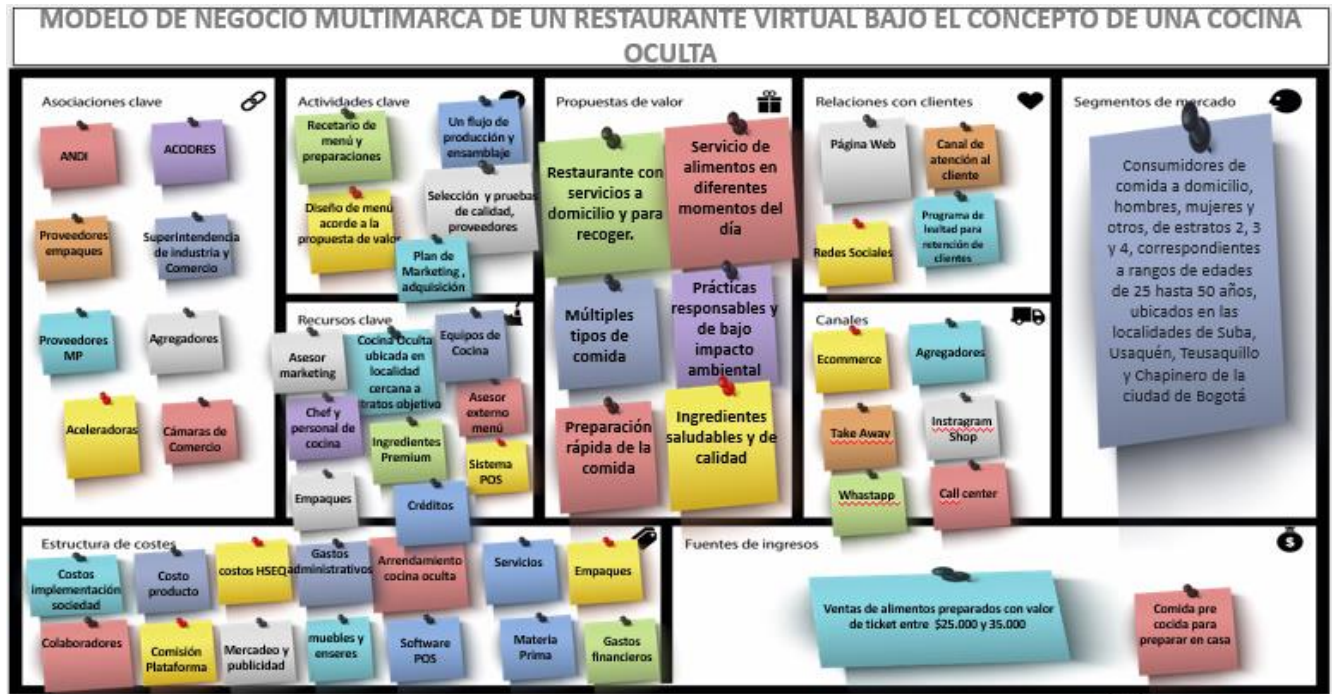 MODELO DE NEGOCIO MULTIMARCA DE UN RESTAURANTE VIRTUAL BAJO EL CONCEPTO DE UNA COCINA
OCULTA
Asociaciones clave
ANDI
ACODRES
Proveedores
empaques
Superintendencia
de industria y
Comercio
Proveedores
MP
Agregadores
Aceleradoras
Cámaras de
Comercio
Actividades clave
Recetario de
menú y
preparaciones
Un flujo de
producción y
ensamblaje
Diseño de menú
acorde a la
propuesta de valor
Selección y pruebas
de calidad,
proveedores
Plan de
Marketing ,
adquisición
Recursos clave
Asesor
marketing
Cocina Oculta
ubicada en
localidad
cercana a
tratos objetivo
Equipos de
Cocina
Chef y
personal de
cocina
Ingredientes
Premium
Asesor
externo
menú
Sistema
POS
Empaques
Créditos
Propuestas de valor
Restaurante con
servicios a
domicilio y para
recoger.
Servicio de
alimentos en
diferentes
momentos del
día
Múltiples
tipos de
comida
Prácticas
responsables y
de bajo
impacto
ambiental
Preparación
rápida de la
comida
Ingredientes
saludables y de
calidad
Relaciones con clientes
Página Web
Canal de
atención al
cliente
Redes Sociales
Programa de
lealtad para
retención de
clientes
Canales
Ecommerce
Agregadores
Take Away
Instragram
Shop
Whastapp
Call center
Segmentos de mercado
Consumidores de
comida a domicilio,
hombres, mujeres y
otros, de estratos 2, 3
y 4, correspondientes
a rangos de edades
de 25 hasta 50 años,
ubicados en las
localidades de Suba,
Usaquén, Teusaquillo
y Chapinero de la
ciudad de Bogotá
Estructura de costes
Costos
implementación
sociedad
Costo
producto
costos HSEQ
Gastos
administrativos
Arrendamiento
cocina oculta
Servicios
Empaques
Colaboradores
Comisión
Plataforma
Mercadeo y
publicidad
muebles y
enseres
Software
POS
Materia
Prima
Gastos
financieros
Fuentes de ingresos
Ventas de alimentos preparados con valor
de ticket entre $25.000 y 35.000
Comida pre
cocida para
preparar en casa